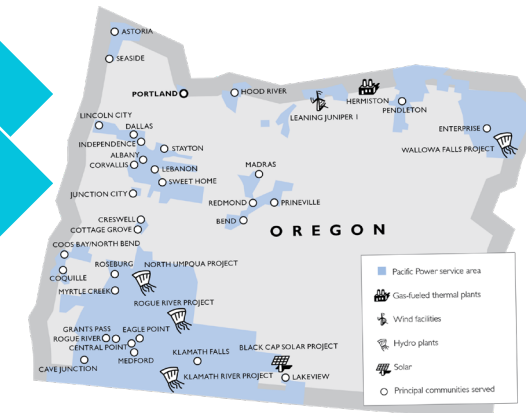 ASTORIA
SEASIDE
PORTLAND
HOOD RIVER
HERMISTON
LEANING JUNIPER 1
PENDLETON
LINCOLN CITY
DALLAS
INDEPENDENCE
STAYTON
ENTERPRISE
WALLOWA FALLS PROJECT
ALBANY
CORVALLIS
LEBANON
SWEET HOME
MADRAS
JUNCTION CITY
REDMOND
PRINEVILLE
BEND
CRESWELL
COTTAGE GROVE
OREGON
COOS BAY/NORTH BEND
ROSEBURG
NORTH UMPQUA PROJECT
COQUILLE
MYRTLE CREEK
ROGUE RIVER PROJECT
GRANTS PASS
EAGLE POINT
ROGUE RIVER
CENTRAL POINT
MEDFORD
KLAMATH FALLS
BLACK CAP SOLAR PROJECT
CAVE JUNCTION
KLAMATH RIVER PROJECT
LAKEVIEW
Pacific Power service area
Gas-fueled thermal plants
Wind facilities
Hydro plants
Solar
Principal communities served